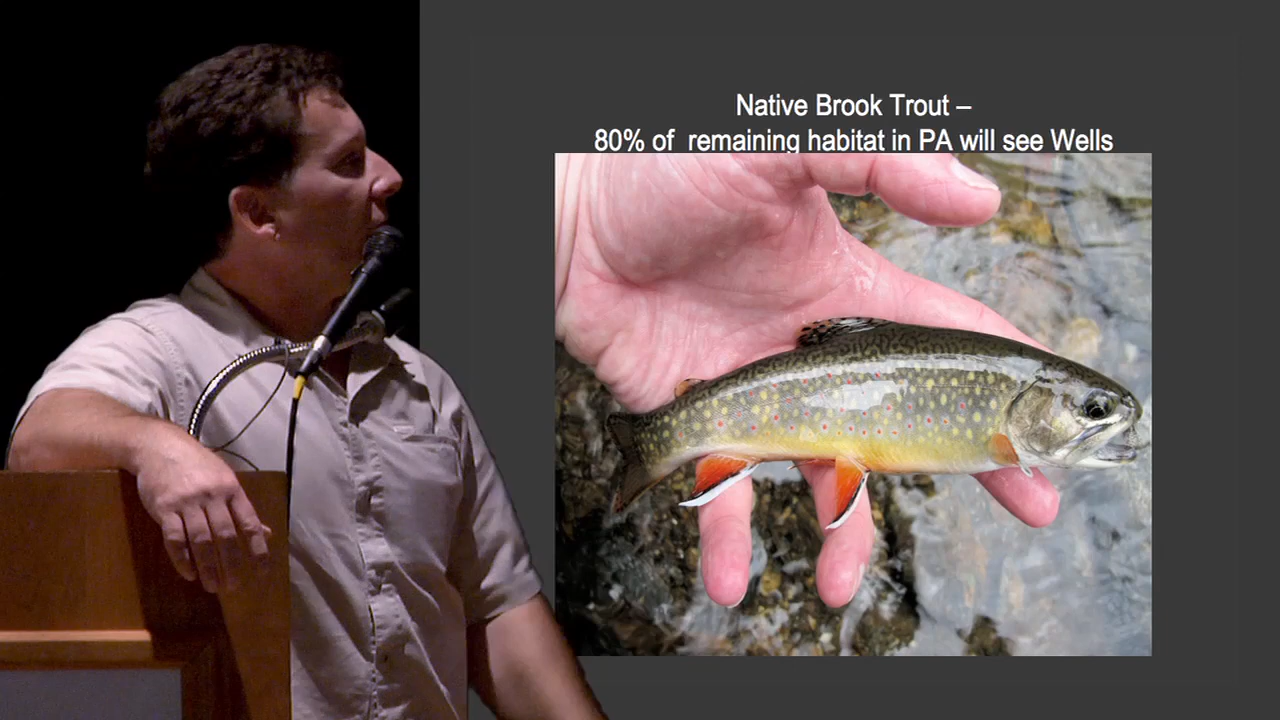 Native Brook Trout –
80% of remaining habitat in PA will see Wells